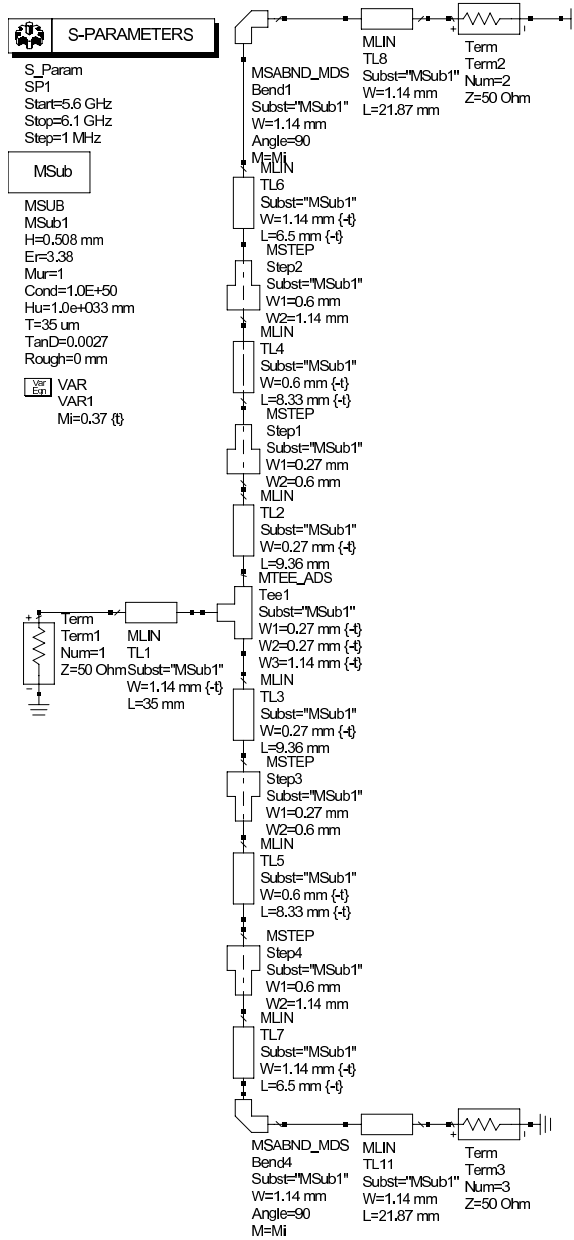 S-PARAMETERS
S_Param
SP1
Start=5.6 GHz
Stop=6.1 GHz
Step=1 MHz
MSub
MSUB
MSub1
H=0.508 mm
Er=3.38
Mur=1
Cond=1.0E+50
Hu=1.0e+033 mm
T=35 um
TanD=0.0027
Rough=0 mm
Var Eqn
VAR
VAR1
Mi=0.37 {t}
MSABND_MDS
Bend1
Subst="MSub1"
W=1.14 mm
Angle=90
M=Mi
MLIN
TL8
Subst="MSub1"
W=1.14 mm
L=21.87 mm
+
-
Term
Term2
Num=2
Z=50 Ohm
MLIN
TL6
Subst="MSub1"
W=1.14 mm {-t}
L=6.5 mm {-t}
MSTEP
Step2
Subst="MSub1"
W1=0.6 mm
W2=1.14 mm
MLIN
TL4
Subst="MSub1"
W=0.6 mm {-t}
L=8.33 mm {-t}
MSTEP
Step1
Subst="MSub1"
W1=0.27 mm
W2=0.6 mm
MLIN
TL2
Subst="MSub1"
W=0.27 mm {-t}
L=9.36 mm
MTEE_ADS
Tee1
Subst="MSub1"
W1=0.27 mm {-t}
W2=0.27 mm {-t}
W3=1.14 mm {-t}
+
-
Term
Term1
Num=1
Z=50 Ohm
MLIN
TL1
Subst="MSub1"
W=1.14 mm {-t}
L=35 mm
MLIN
TL3
Subst="MSub1"
W=0.27 mm {-t}
L=9.36 mm
MSTEP
Step3
Subst="MSub1"
W1=0.27 mm
W2=0.6 mm
MLIN
TL5
Subst="MSub1"
W=0.6 mm {-t}
L=8.33 mm {-t}
MSTEP
Step4
Subst="MSub1"
W1=0.6 mm
W2=1.14 mm
MLIN
TL7
Subst="MSub1"
W=1.14 mm {-t}
L=6.5 mm {-t}
MSABND_MDS
Bend4
Subst="MSub1"
W=1.14 mm
Angle=90
M=Mi
MLIN
TL11
Subst="MSub1"
W=1.14 mm
L=21.87 mm
+
-
Term
Term3
Num=3
Z=50 Ohm